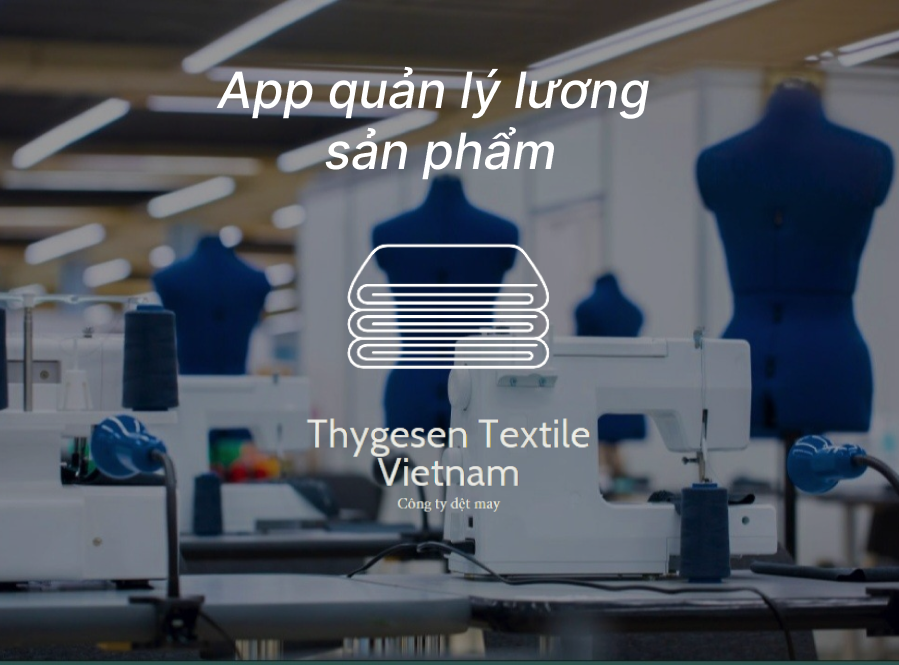 App quản lý lương
sản phẩm
Thygesen Textile
Vietnam
Công ty dệt may